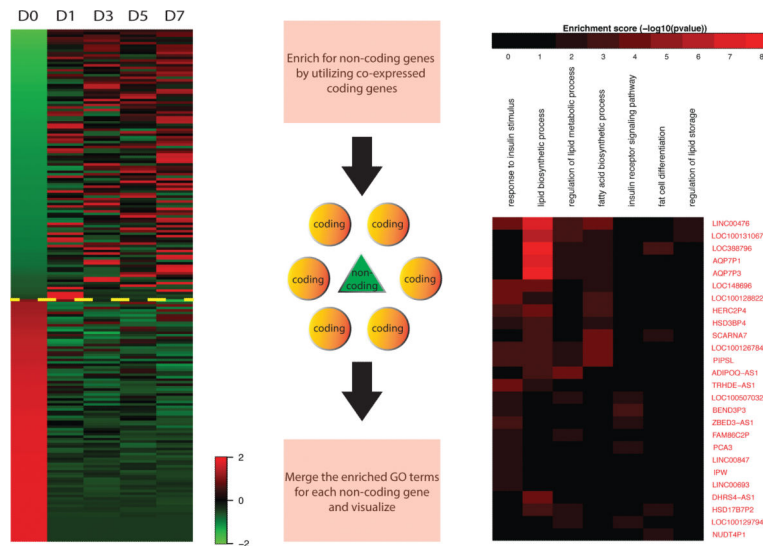 D0 D1 D3 D5 D7
2
0
-2
Enrich for non-coding genes
by utilizing co-expressed
coding genes
coding
coding
coding
non-
coding
coding
coding
coding
Merge the enriched GO terms
for each non-coding gene
and visualize
Enrichment score (-log10(pvalue))
0 1 2 3 4 5 6 7 8
response to insulin stimulus
lipid biosynthetic process
regulation of lipid metabolic process
fatty acid biosynthetic process
insulin receptor signaling pathway
fat cell differentiation
regulation of lipid storage
LINC00476
LOC100131067
LOC388796
AQP7P1
AQP7P3
LOC148696
LOC100128822
HERC2P4
HSD3BP4
SCARNA7
LOC100126784
PIPSL
ADIPOQ-AS1
TRHDE-AS1
LOC100507032
BEND3P3
ZBED3-AS1
FAM86C2P
PCA3
LINC00847
IPW
LINC00693
DHRS4-AS1
HSD17B7P2
LOC100129794
NUDT4P1